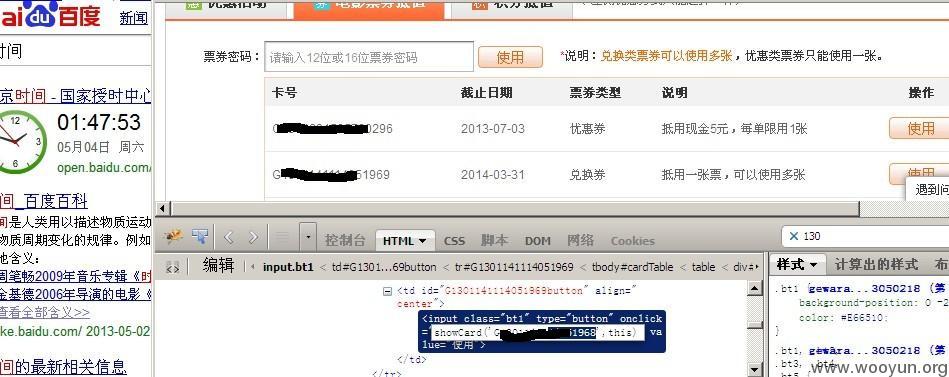 Bai du 百度 新闻
时间
京时间 - 国家授时中心
01:47:53
05月04日 周六
open.baidu.com/
间_百度百科
间是人类用以描述物质运动
物质周期变化的规律。例如
他含义:
周笔畅2009年音乐专辑《时
金基德2006年导演的电影《
查看全部含义>>
ke.baidu.com/ 2013-05-02
间的最新相关信息
优惠活动 电影票券抵值 积分抵值
票券密码: 请输入12位或16位票券密码 使用 *说明:兑换类票券可以使用多张,优惠类票券只能使用一张。
卡号 截止日期 票券类型 说明 操作
0296 2013-07-03 优惠券 抵用现金5元,每单限用1张 使用
G 051969 2014-03-31 兑换券 抵用一张票,可以使用多张 使用
遇到问
控制台 HTML CSS 脚本 DOM 网络 Cookies
130
编辑 input.bt1 < td#G1301...69button < tr#G1301141114051969 < tbody#cardTable < table < div#
样式 计算出的样式 布
<td id="G1301141114051969button" align="
center">
<input class="bt1" type="button" onclick
="showCard('G 51968',this) va
lue="使用">
</td>
</tr>
.bt1 gewara...3050218 (第
background-position: 0 -2
color: #E66510;
}
.bt1, gewa...3050218 (第
.bt3, .bt4
www.wooyun.org